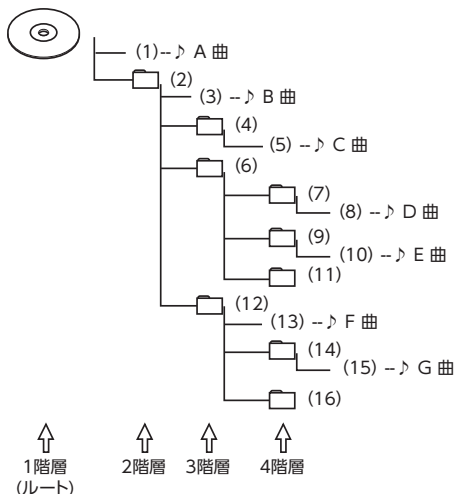 (1)--♪ A 曲
(2)
(3) --♪ B 曲
(4)
(5) --♪ C 曲
(6)
(7)
(8) --♪ D 曲
(9)
(10) --♪ E 曲
(11)
(12)
(13) --♪ F 曲
(14)
(15) --♪ G 曲
(16)
1階層 2階層 3階層 4階層
(ルート)